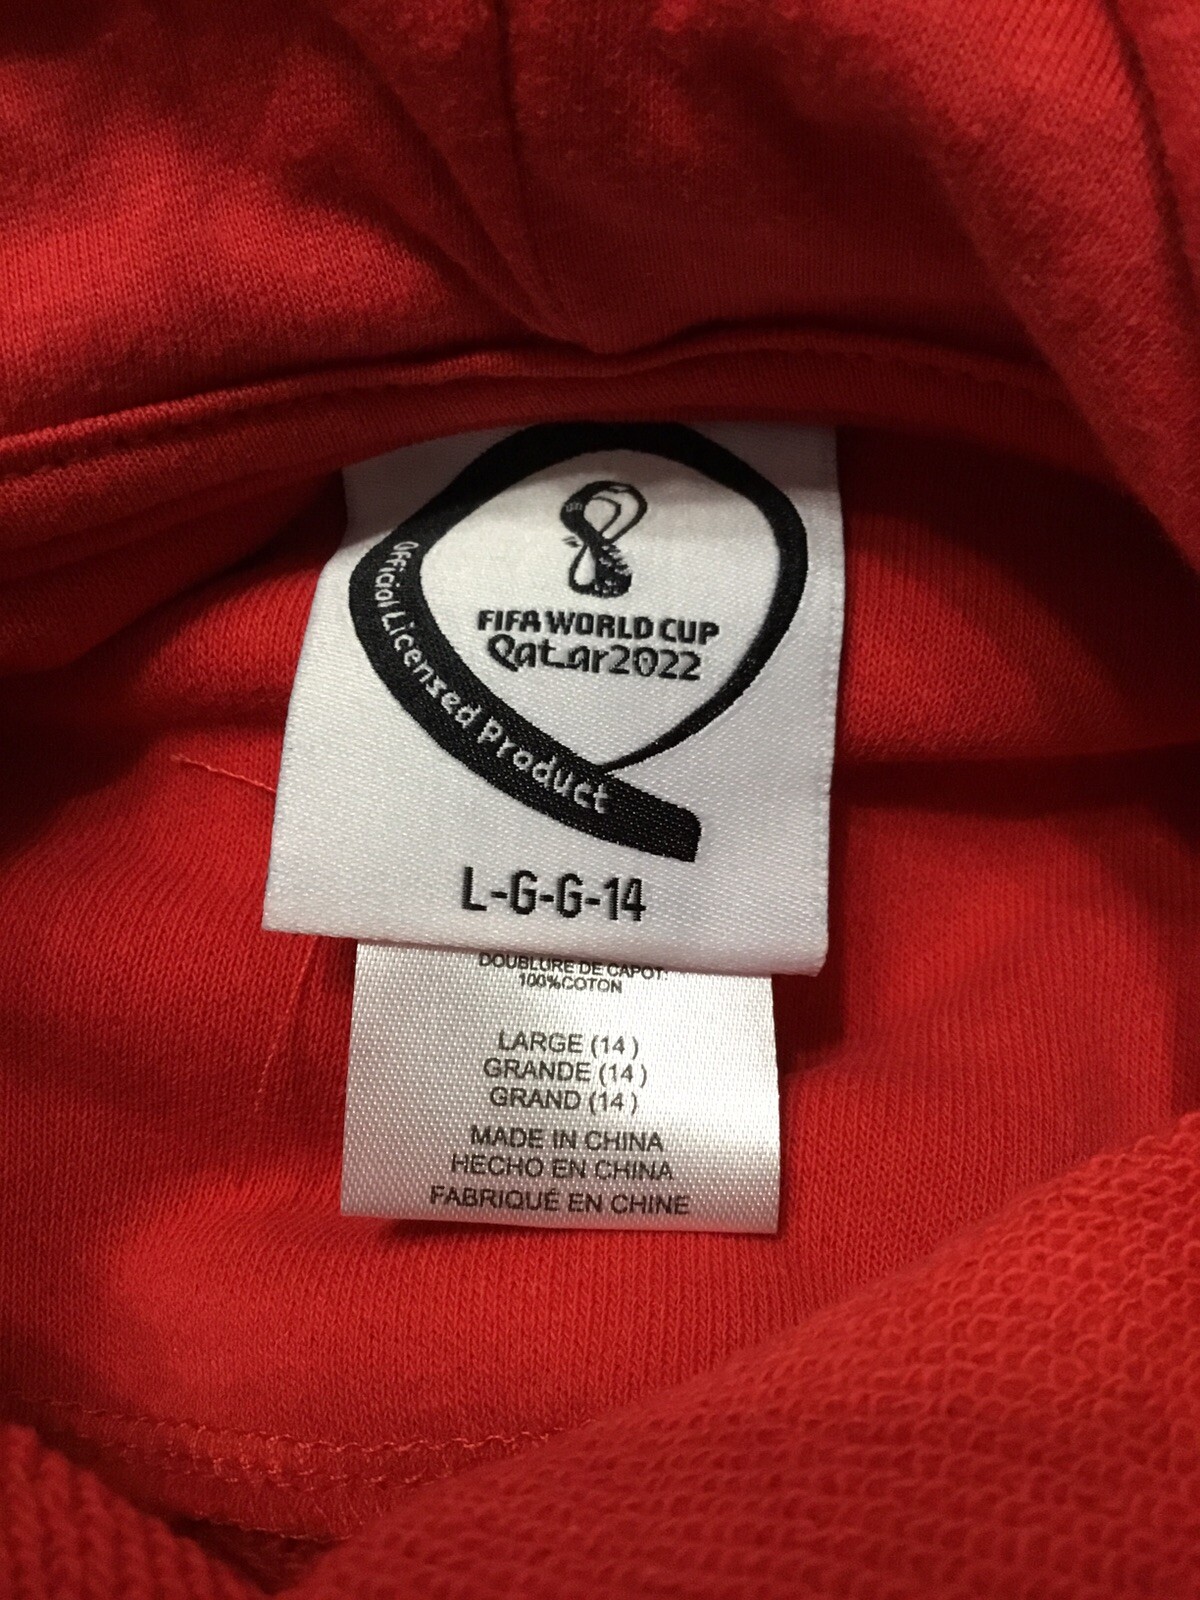 FIFA WORLD CUP
Qatar2022
Official Licensed Product
L-G-G-14
DOUBLURE DE CAPOT:
100%COTON
LARGE (14)
GRANDE (14)
GRAND (14)
MADE IN CHINA
HECHO EN CHINA
FABRIQUÉ EN CHINE